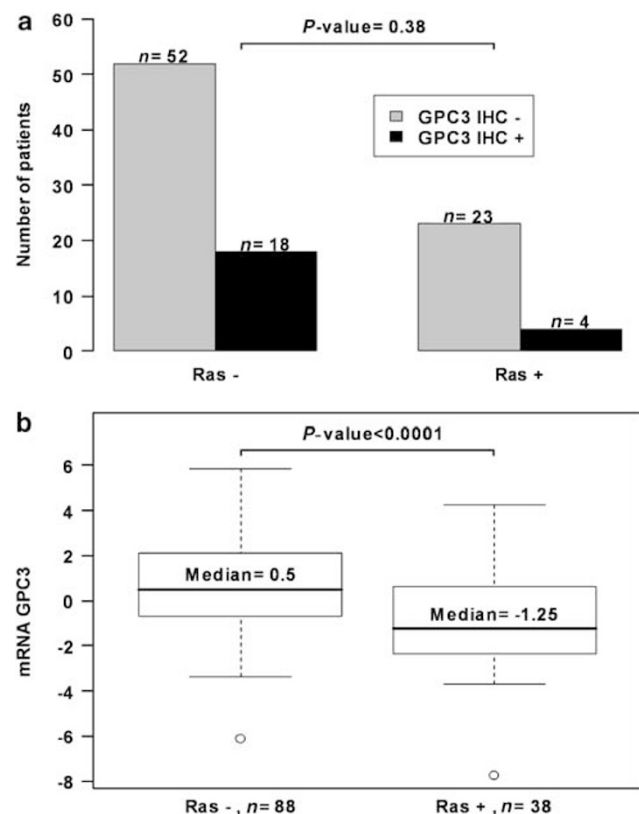 a
P-value= 0.38
60
50
40
30
20
10
0
Number of patients
n= 52
n= 18
n= 23
n= 4
GPC3 IHC -
GPC3 IHC +
Ras -
Ras +
b
P-value<0.0001
6
4
2
0
-2
-4
-6
-8
mRNA GPC3
Median= 0.5
Median= -1.25
Ras - , n= 88
Ras + , n= 38